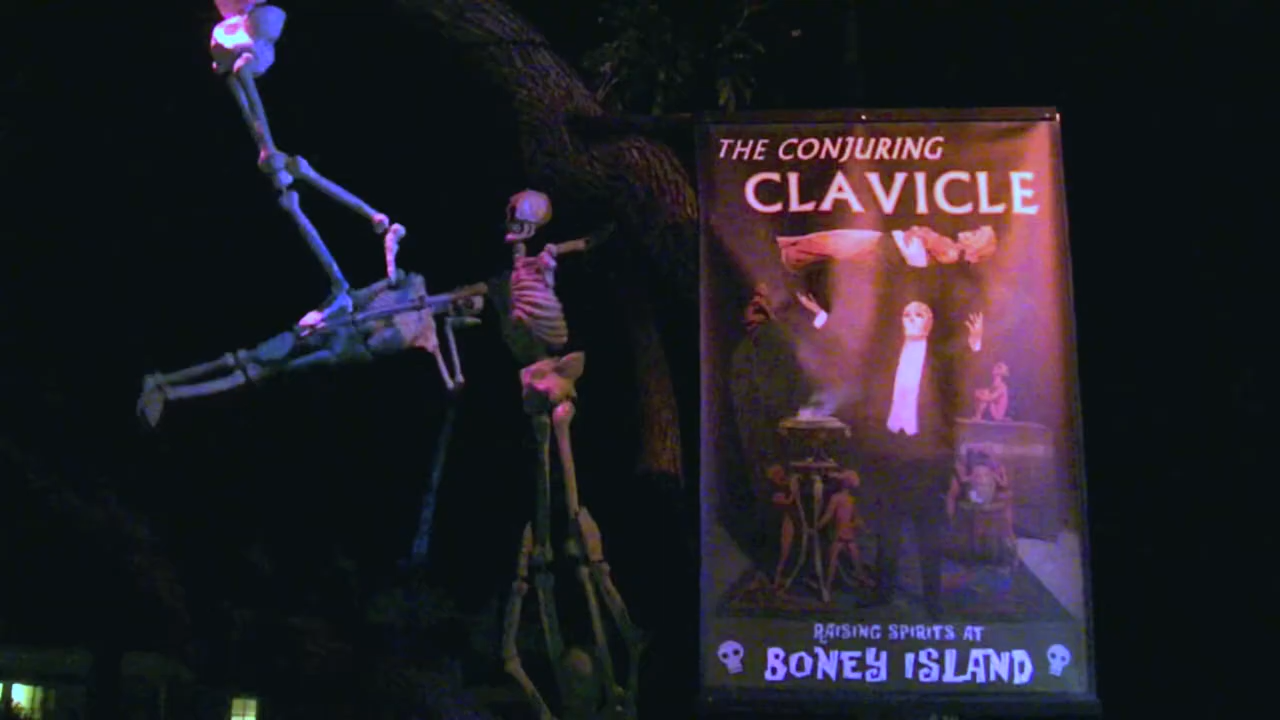 THE CONJURING
CLAVICLE
RAISING SPIRITS AT
BONEY ISLAND